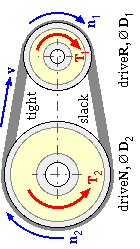 n1
driveR, Ø D1
T1
v
tight
slack
T2
driveN, Ø D2
n2